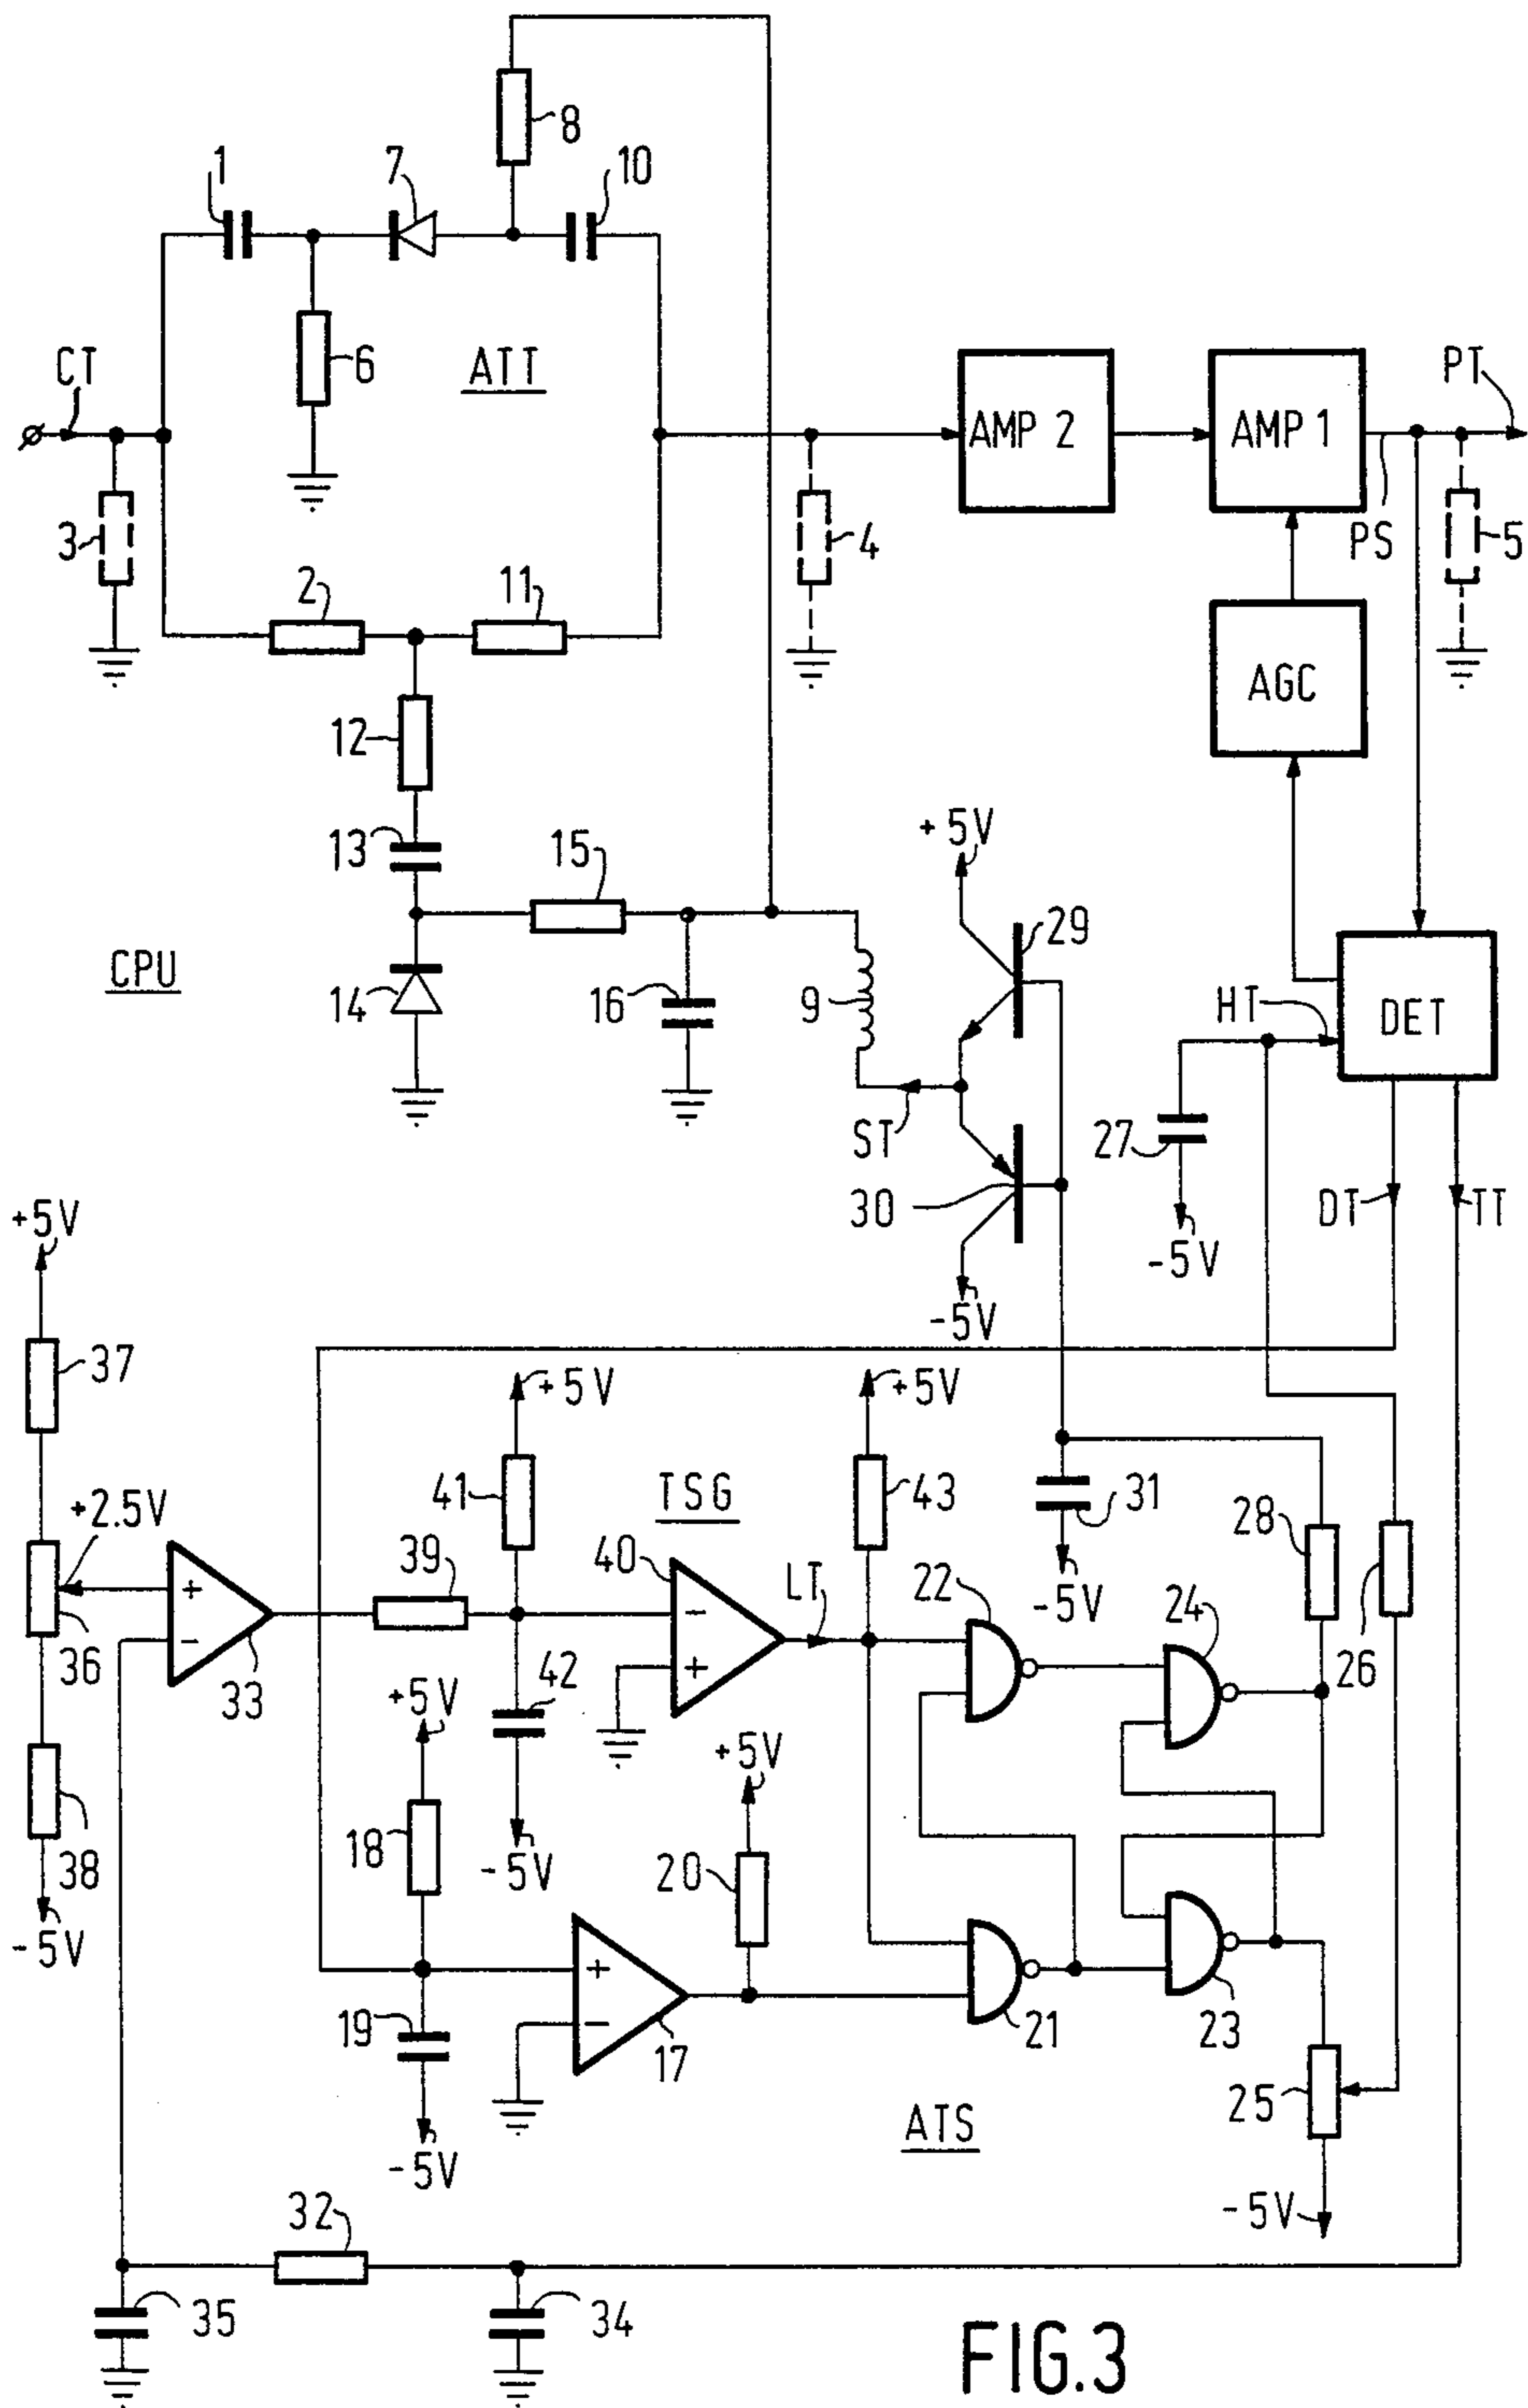 8
1
7
10
6
ATT
CT
AMP 2
AMP 1
PT
3
4
PS
5
2
11
AGC
12
13
15
+5V
29
CPU
14
16
9
HT
DET
ST
27
30
DT
TT
-5V
+5V
-5V
37
+5V
+5V
41
TSG
43
31
28
+2.5V
39
40
LT
22
-5V
24
26
+
-
-
+
36
33
42
+5V
+5V
18
20
38
-5V
-5V
+
-
19
17
21
23
25
ATS
-5V
-5V
32
35
34
FIG.3